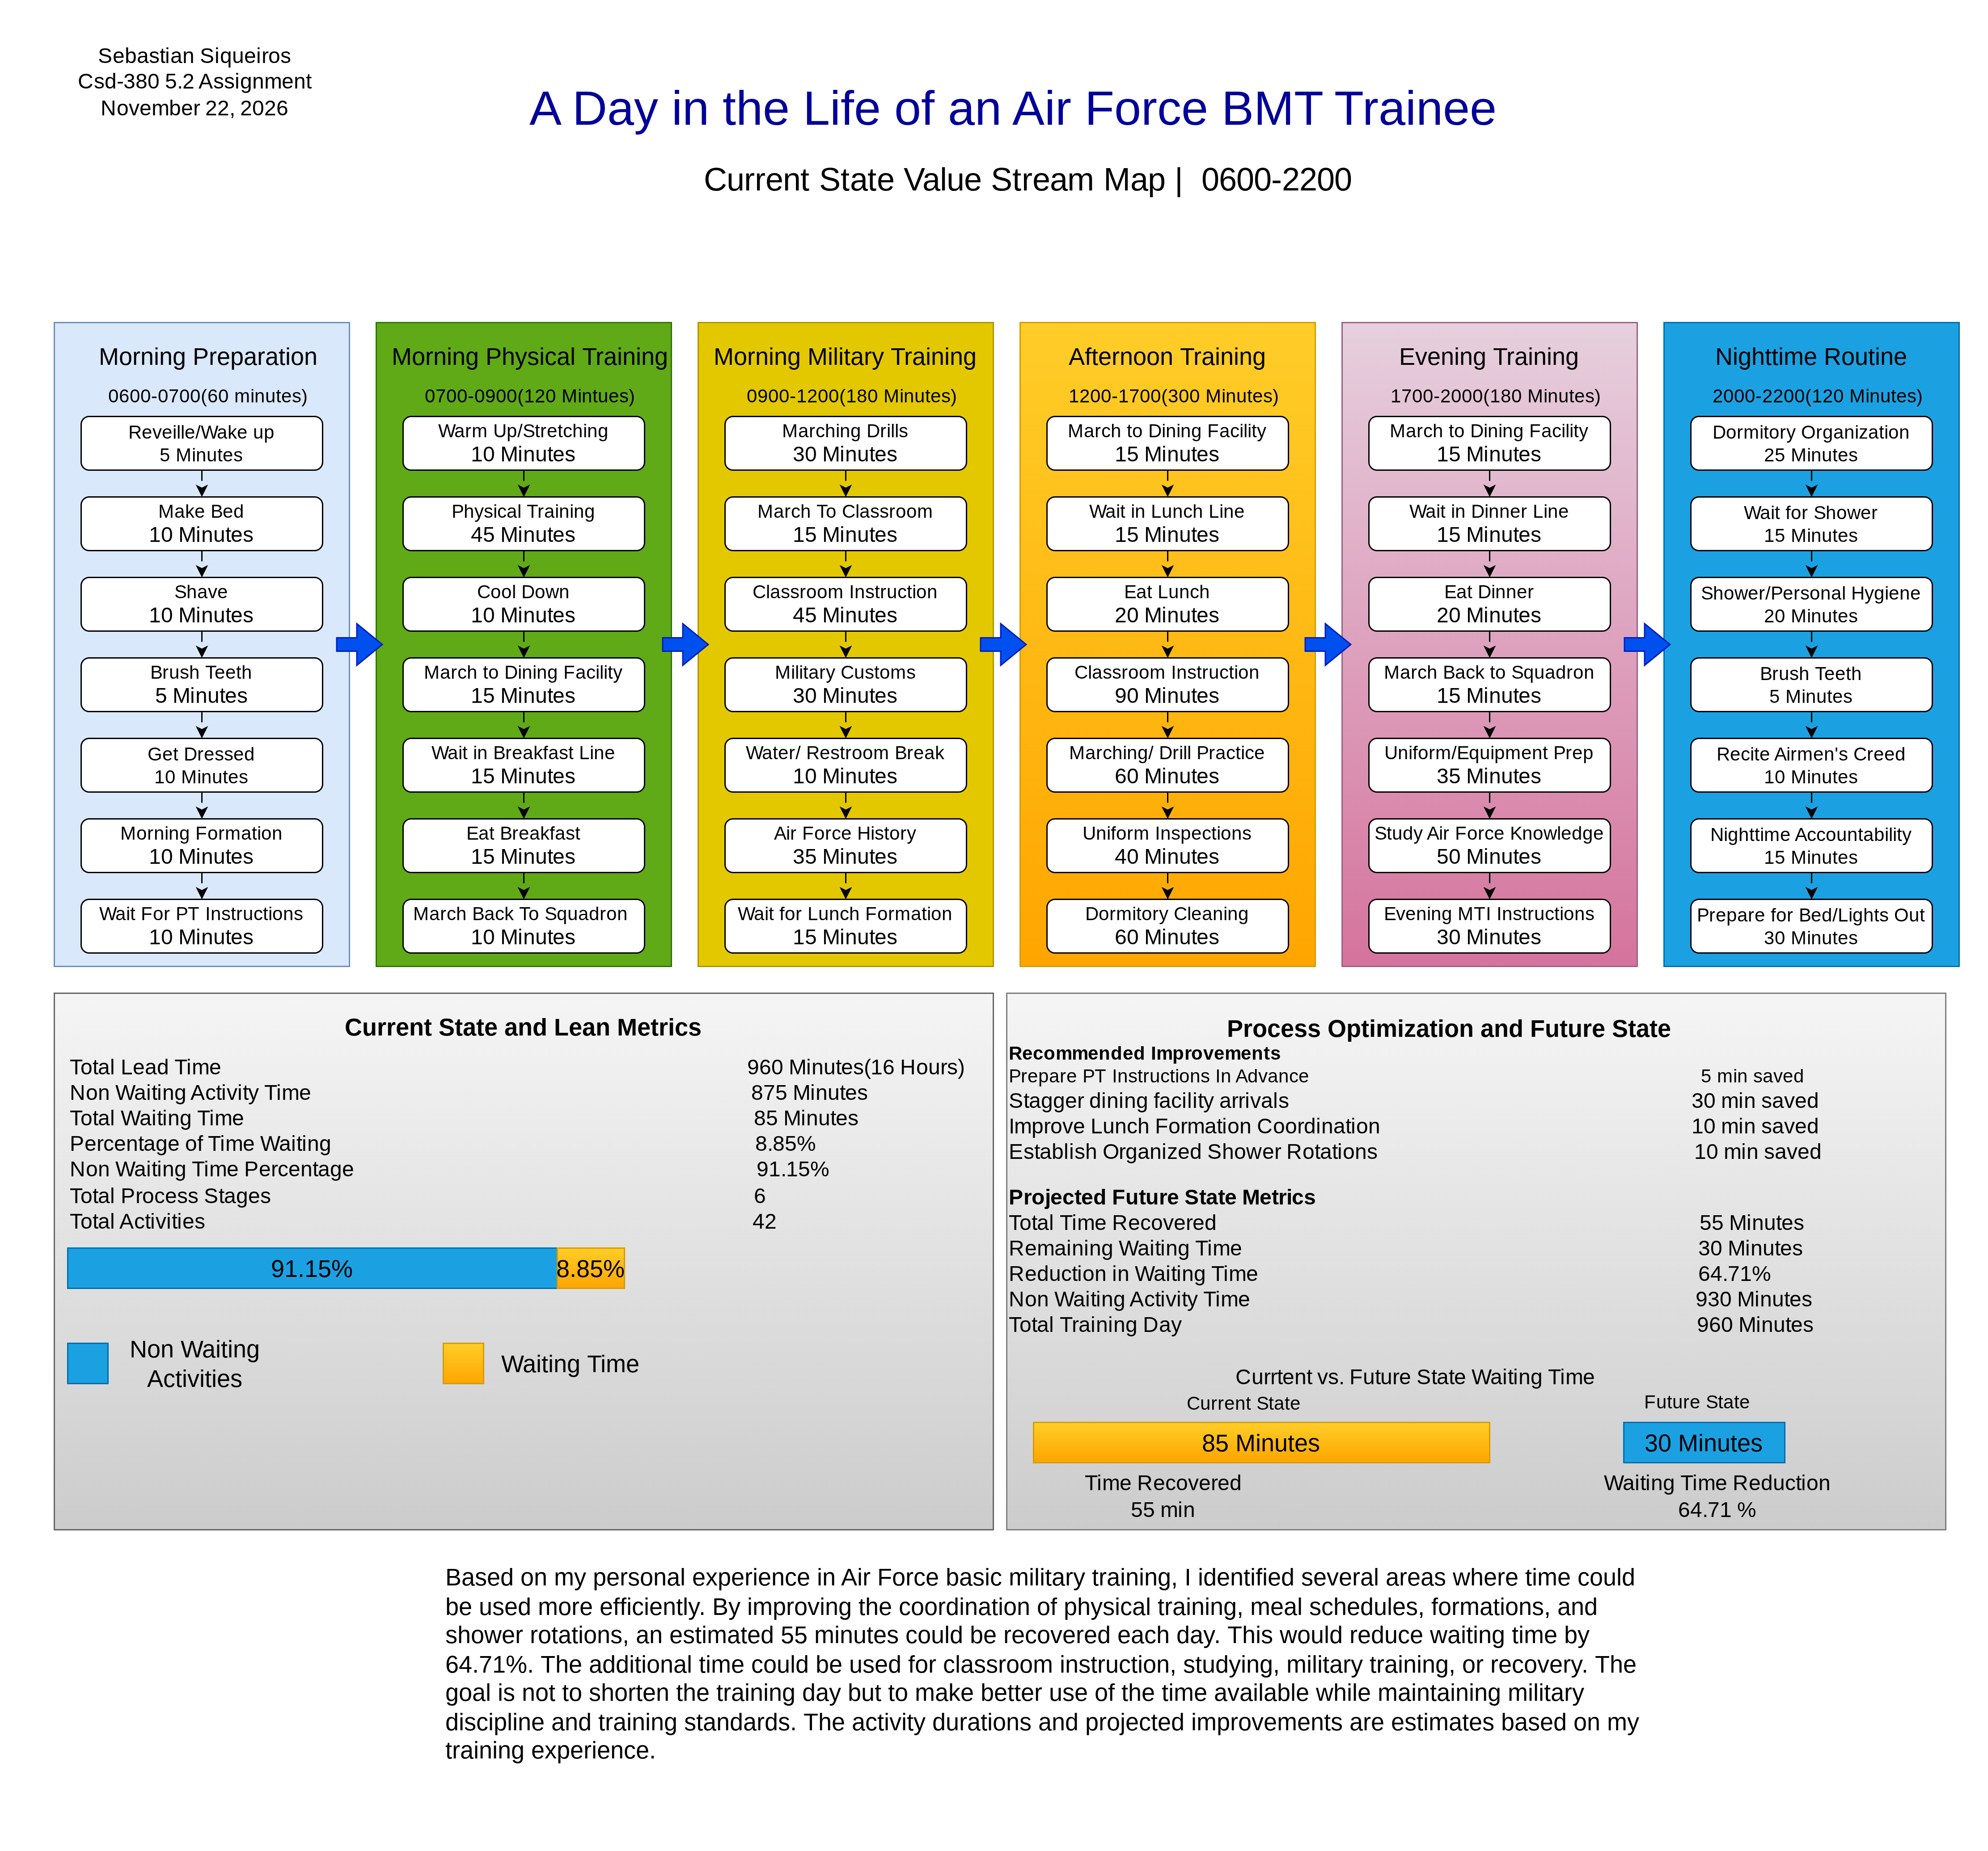 Sebastian Siqueiros
Csd-380 5.2 Assignment
November 22, 2026
A Day in the Life of an Air Force BMT Trainee
Current State Value Stream Map | 0600-2200
Morning Preparation
0600-0700(60 minutes)
Reveille/Wake up
5 Minutes
Make Bed
10 Minutes
Shave
10 Minutes
Brush Teeth
5 Minutes
Get Dressed
10 Minutes
Morning Formation
10 Minutes
Wait For PT Instructions
10 Minutes
Morning Physical Training
0700-0900(120 Mintues)
Warm Up/Stretching
10 Minutes
Physical Training
45 Minutes
Cool Down
10 Minutes
March to Dining Facility
15 Minutes
Wait in Breakfast Line
15 Minutes
Eat Breakfast
15 Minutes
March Back To Squadron
10 Minutes
Morning Military Training
0900-1200(180 Minutes)
Marching Drills
30 Minutes
March To Classroom
15 Minutes
Classroom Instruction
45 Minutes
Military Customs
30 Minutes
Water/ Restroom Break
10 Minutes
Air Force History
35 Minutes
Wait for Lunch Formation
15 Minutes
Afternoon Training
1200-1700(300 Minutes)
March to Dining Facility
15 Minutes
Wait in Lunch Line
15 Minutes
Eat Lunch
20 Minutes
Classroom Instruction
90 Minutes
Marching/ Drill Practice
60 Minutes
Uniform Inspections
40 Minutes
Dormitory Cleaning
60 Minutes
Evening Training
1700-2000(180 Minutes)
March to Dining Facility
15 Minutes
Wait in Dinner Line
15 Minutes
Eat Dinner
20 Minutes
March Back to Squadron
15 Minutes
Uniform/Equipment Prep
35 Minutes
Study Air Force Knowledge
50 Minutes
Evening MTI Instructions
30 Minutes
Nighttime Routine
2000-2200(120 Minutes)
Dormitory Organization
25 Minutes
Wait for Shower
15 Minutes
Shower/Personal Hygiene
20 Minutes
Brush Teeth
5 Minutes
Recite Airmen's Creed
10 Minutes
Nighttime Accountability
15 Minutes
Prepare for Bed/Lights Out
30 Minutes
Current State and Lean Metrics
Total Lead Time 960 Minutes(16 Hours)
Non Waiting Activity Time 875 Minutes
Total Waiting Time 85 Minutes
Percentage of Time Waiting 8.85%
Non Waiting Time Percentage 91.15%
Total Process Stages 6
Total Activities 42
91.15% 8.85%
Non Waiting
Activities
Waiting Time
Process Optimization and Future State
Recommended Improvements
Prepare PT Instructions In Advance 5 min saved
Stagger dining facility arrivals 30 min saved
Improve Lunch Formation Coordination 10 min saved
Establish Organized Shower Rotations 10 min saved
Projected Future State Metrics
Total Time Recovered 55 Minutes
Remaining Waiting Time 30 Minutes
Reduction in Waiting Time 64.71%
Non Waiting Activity Time 930 Minutes
Total Training Day 960 Minutes
Currtent vs. Future State Waiting Time
Current State Future State
85 Minutes 30 Minutes
Time Recovered Waiting Time Reduction
55 min 64.71 %
Based on my personal experience in Air Force basic military training, I identified several areas where time could
be used more efficiently. By improving the coordination of physical training, meal schedules, formations, and
shower rotations, an estimated 55 minutes could be recovered each day. This would reduce waiting time by
64.71%. The additional time could be used for classroom instruction, studying, military training, or recovery. The
goal is not to shorten the training day but to make better use of the time available while maintaining military
discipline and training standards. The activity durations and projected improvements are estimates based on my
training experience.